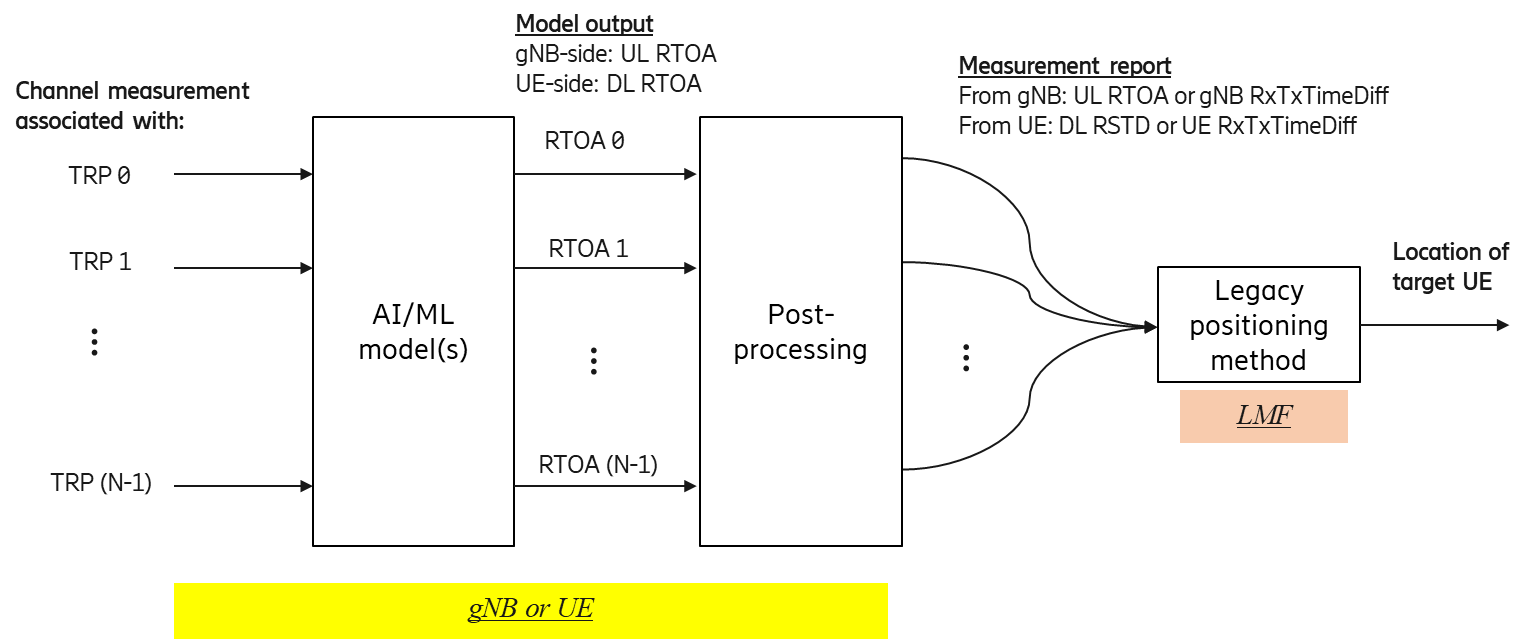 Model output
gNB-side: UL RTOA
UE-side: DL RTOA
Measurement report
From gNB: UL RTOA or gNB RxTxTimeDiff
From UE: DL RSTD or UE RxTxTimeDiff
Channel measurement
associated with:
TRP 0
TRP 1
TRP (N-1)
AI/ML
model(s)
RTOA 0
RTOA 1
RTOA (N-1)
Post-
processing
Legacy
positioning
method
LMF
Location of
target UE
gNB or UE